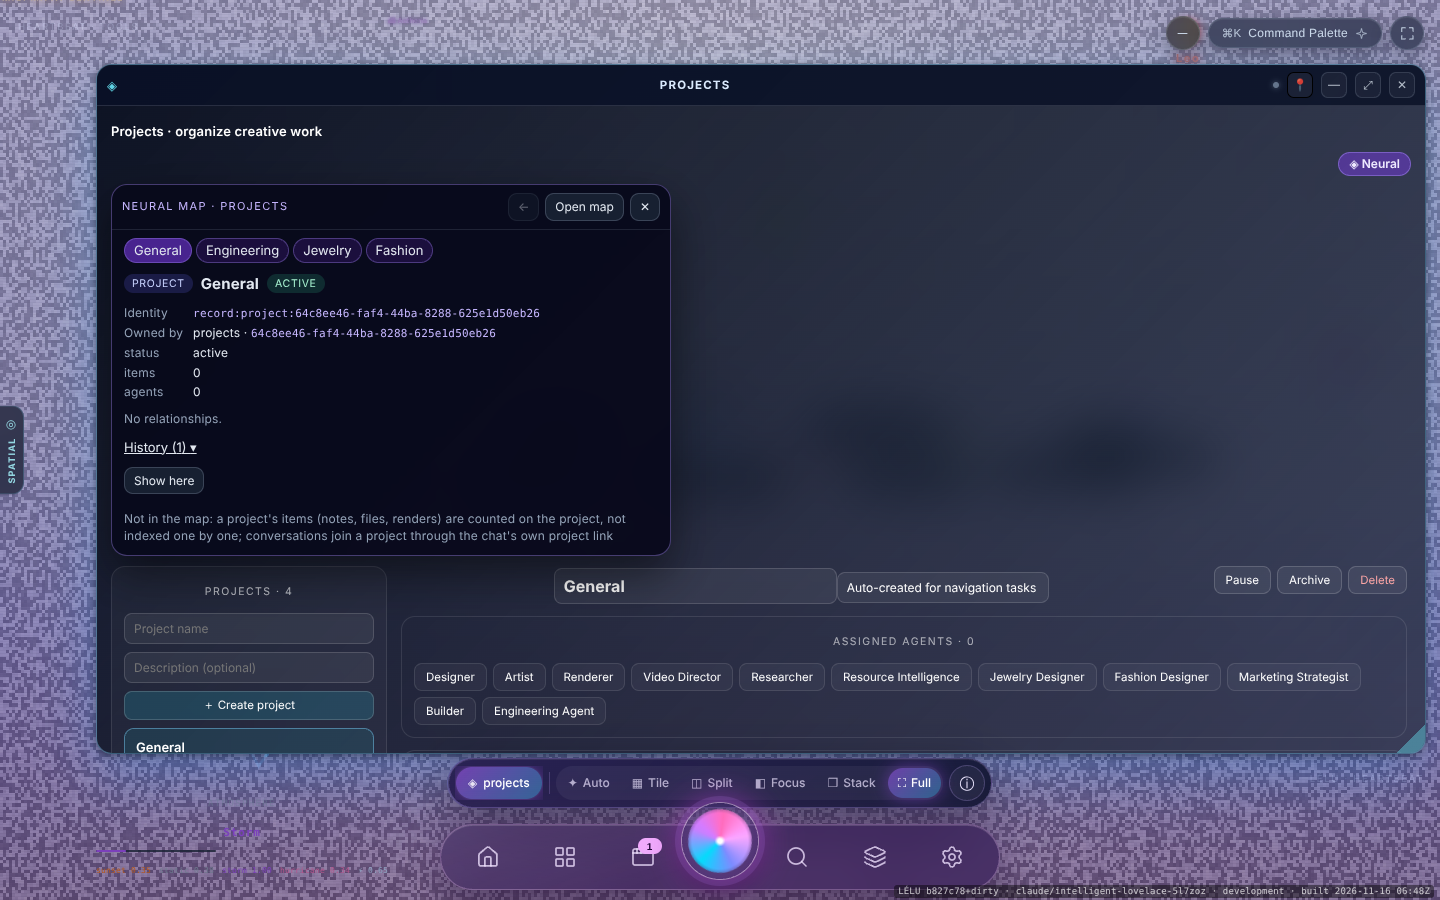 ⌘K Command Palette
PROJECTS
Projects · organize creative work
◈ Neural
NEURAL MAP · PROJECTS
← Open map ✕
General Engineering Jewelry Fashion
PROJECT General ACTIVE
Identity record:project:64c8ee46-faf4-44ba-8288-625e1d50eb26
Owned by projects · 64c8ee46-faf4-44ba-8288-625e1d50eb26
status active
items 0
agents 0
No relationships.
History (1) ▾
Show here
Not in the map: a project's items (notes, files, renders) are counted on the project, not
indexed one by one; conversations join a project through the chat's own project link
SPATIAL
PROJECTS · 4
Project name
Description (optional)
+ Create project
General
General
Auto-created for navigation tasks
Pause Archive Delete
ASSIGNED AGENTS · 0
Designer Artist Renderer Video Director Researcher Resource Intelligence Jewelry Designer Fashion Designer Marketing Strategist
Builder Engineering Agent
projects Auto Tile Split Focus Stack Full
1
LÉLU b827c78+dirty · claude/intelligent-lovelace-5l7zoz · development · built 2026-11-16 06:48Z